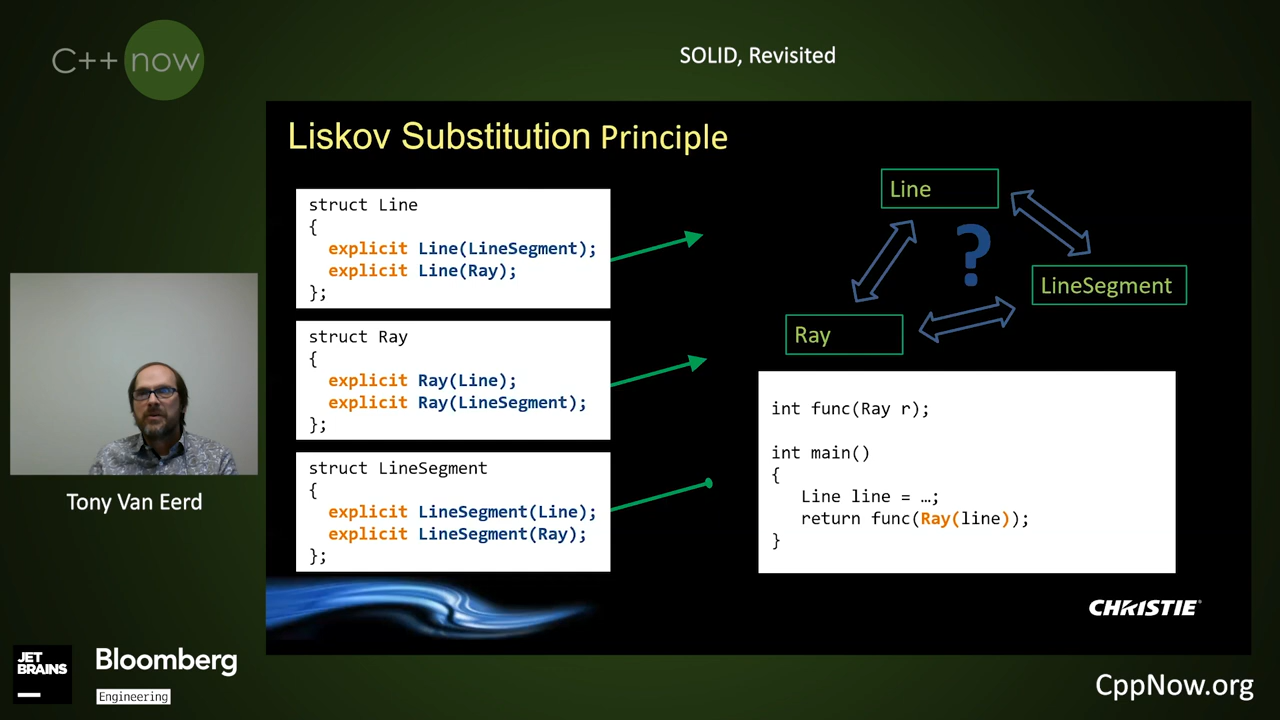 C++ now
SOLID, Revisited
Liskov Substitution Principle
struct Line
{
explicit Line(LineSegment);
explicit Line(Ray);
};
struct Ray
{
explicit Ray(Line);
explicit Ray(LineSegment);
};
struct LineSegment
{
explicit LineSegment(Line);
explicit LineSegment(Ray);
};
Line
?
LineSegment
Ray
int func(Ray r);
int main()
{
Line line = …;
return func(Ray(line));
}
CHRISTIE®
Tony Van Eerd
JET
BRAINS
Bloomberg
Engineering
CppNow.org